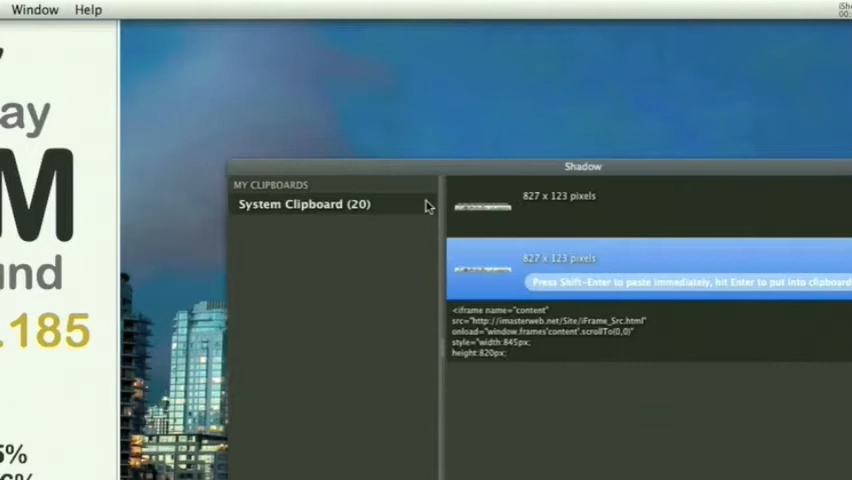 Window Help
ay
M
und
.185
5%
Shadow
MY CLIPBOARDS
System Clipboard (20)
827 x 123 pixels
827 x 123 pixels
Press Shift-Enter to paste immediately, hit Enter to put into clipboard
<iframe name="content"
src="http://imasterweb.net/Site/iFrame_Src.html"
onload="window.frames'content'.scrollTo(0,0)"
style="width:845px;
height:820px;